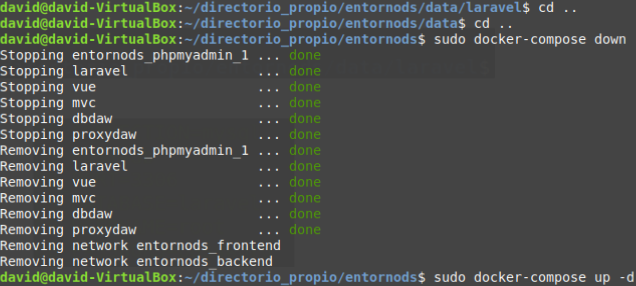 david@david-VirtualBox:~/directorio_propio/entornods/data/laravel$ cd ..
david@david-VirtualBox:~/directorio_propio/entornods/data$ cd ..
david@david-VirtualBox:~/directorio_propio/entornods$ sudo docker-compose down
Stopping entornods_phpmyadmin_1 ... done
Stopping laravel                ... done
Stopping vue                    ... done
Stopping mvc                    ... done
Stopping dbdaw                  ... done
Stopping proxydaw               ... done
Removing entornods_phpmyadmin_1 ... done
Removing laravel                ... done
Removing vue                    ... done
Removing mvc                    ... done
Removing dbdaw                  ... done
Removing proxydaw               ... done
Removing network entornods_frontend
Removing network entornods_backend
david@david-VirtualBox:~/directorio_propio/entornods$ sudo docker-compose up -d